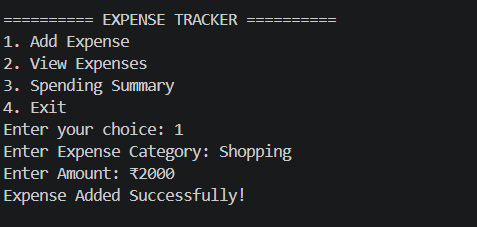 ========== EXPENSE TRACKER ==========
1. Add Expense
2. View Expenses
3. Spending Summary
4. Exit
Enter your choice: 1
Enter Expense Category: Shopping
Enter Amount: ₹2000
Expense Added Successfully!